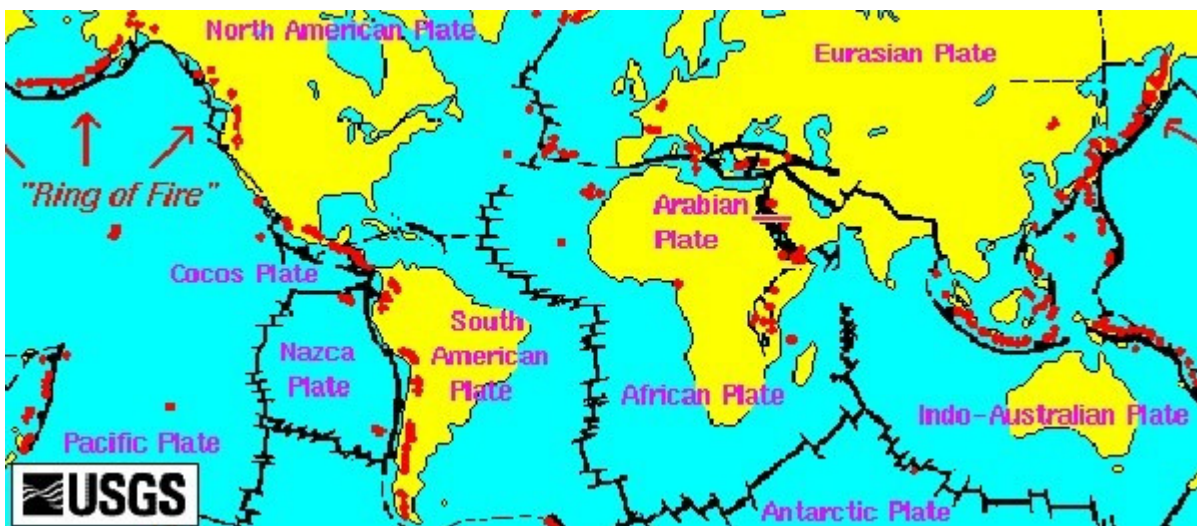 North American Plate
Eurasian Plate
"Ring of Fire"
Arabian
Plate
Cocos Plate
South
American
Plate
Nazca
Plate
African Plate
Indo-Australian Plate
Pacific Plate
USGS
Antarctic Plate